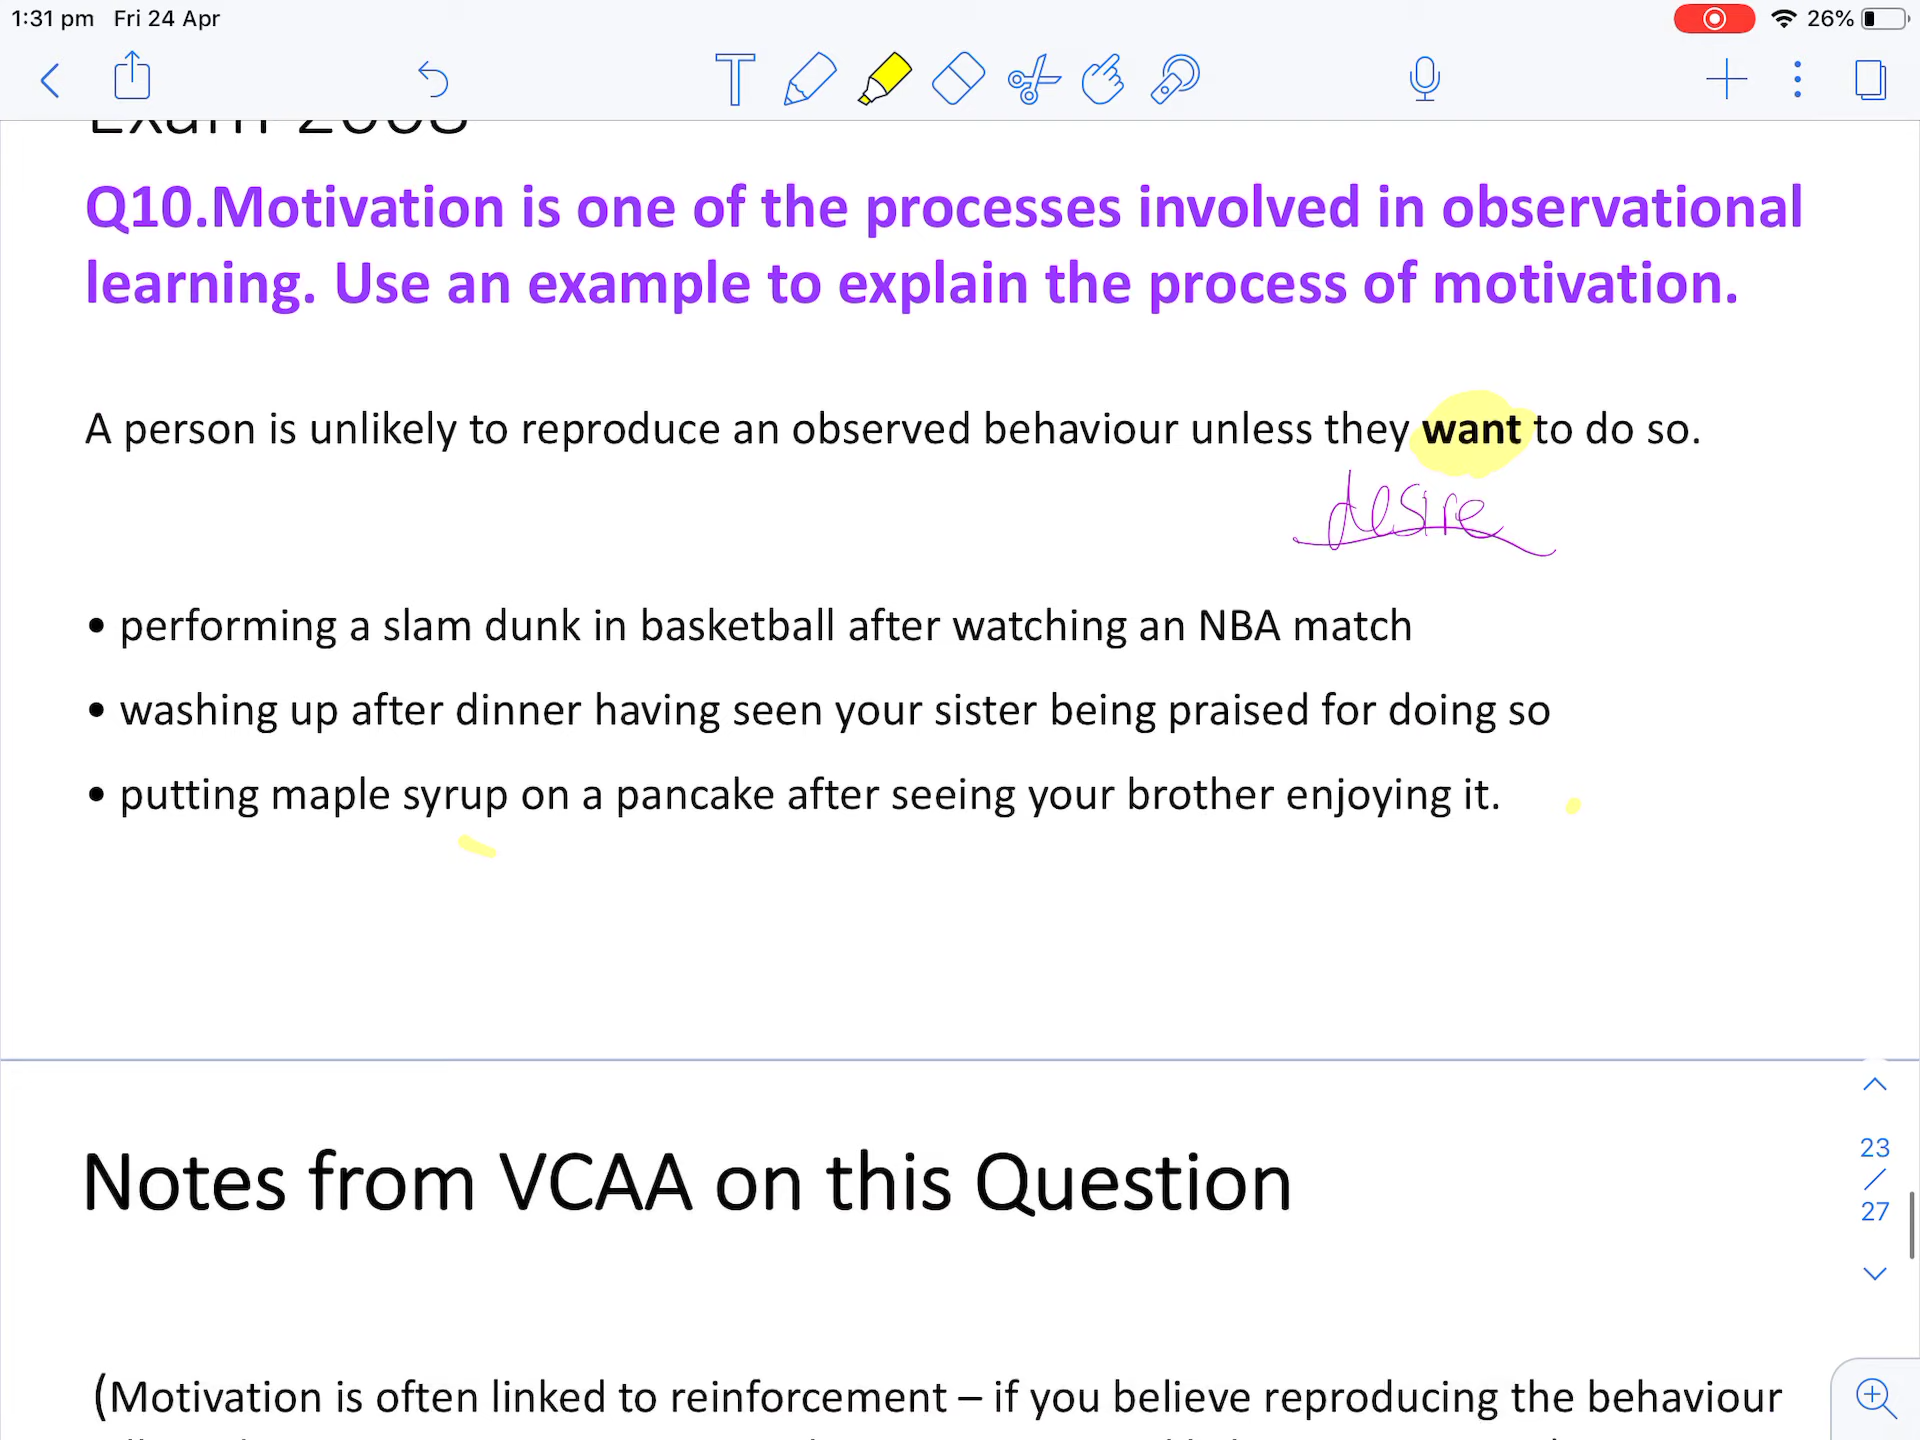 1:31 pm Fri 24 Apr
26%
Exam 2008
Q10.Motivation is one of the processes involved in observational
learning. Use an example to explain the process of motivation.
A person is unlikely to reproduce an observed behaviour unless they want to do so.
desire
• performing a slam dunk in basketball after watching an NBA match
• washing up after dinner having seen your sister being praised for doing so
• putting maple syrup on a pancake after seeing your brother enjoying it.
Notes from VCAA on this Question
23
/
27
(Motivation is often linked to reinforcement – if you believe reproducing the behaviour